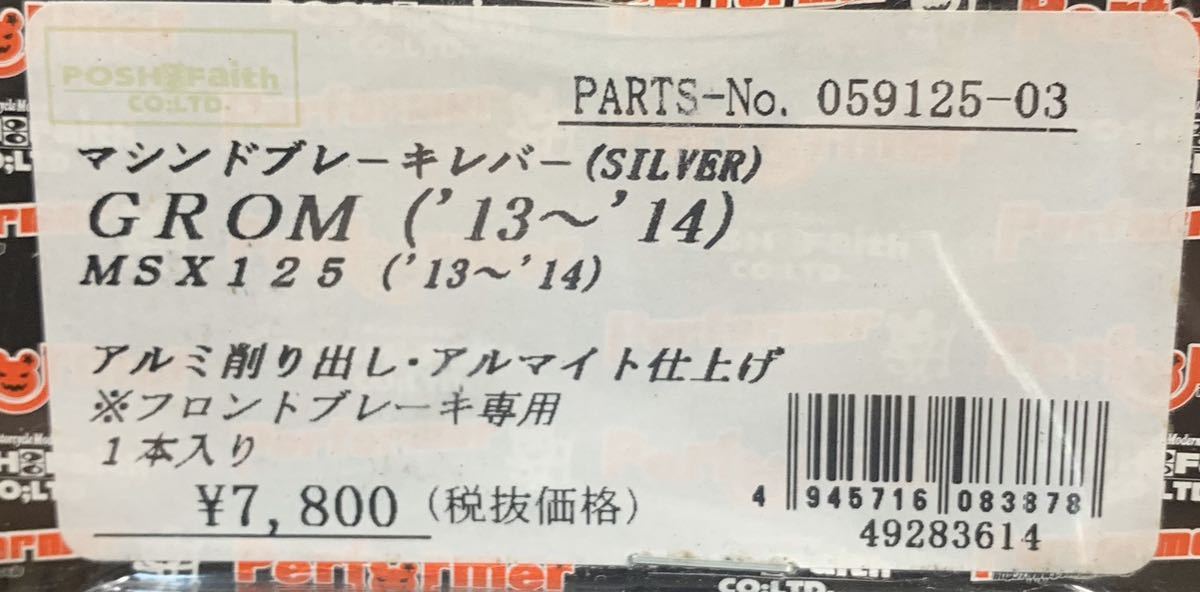 POSH Faith
CO;LTD.
PARTS-No. 059125-03
マシンドブレーキレバー(SILVER)
GROM ('13～'14)
MSX125 ('13～'14)
アルミ削り出し・アルマイト仕上げ
※フロントブレーキ専用
1本入り
¥7,800 (税抜価格)
4 945716 083878
49283614
Performer
CO;LTD.